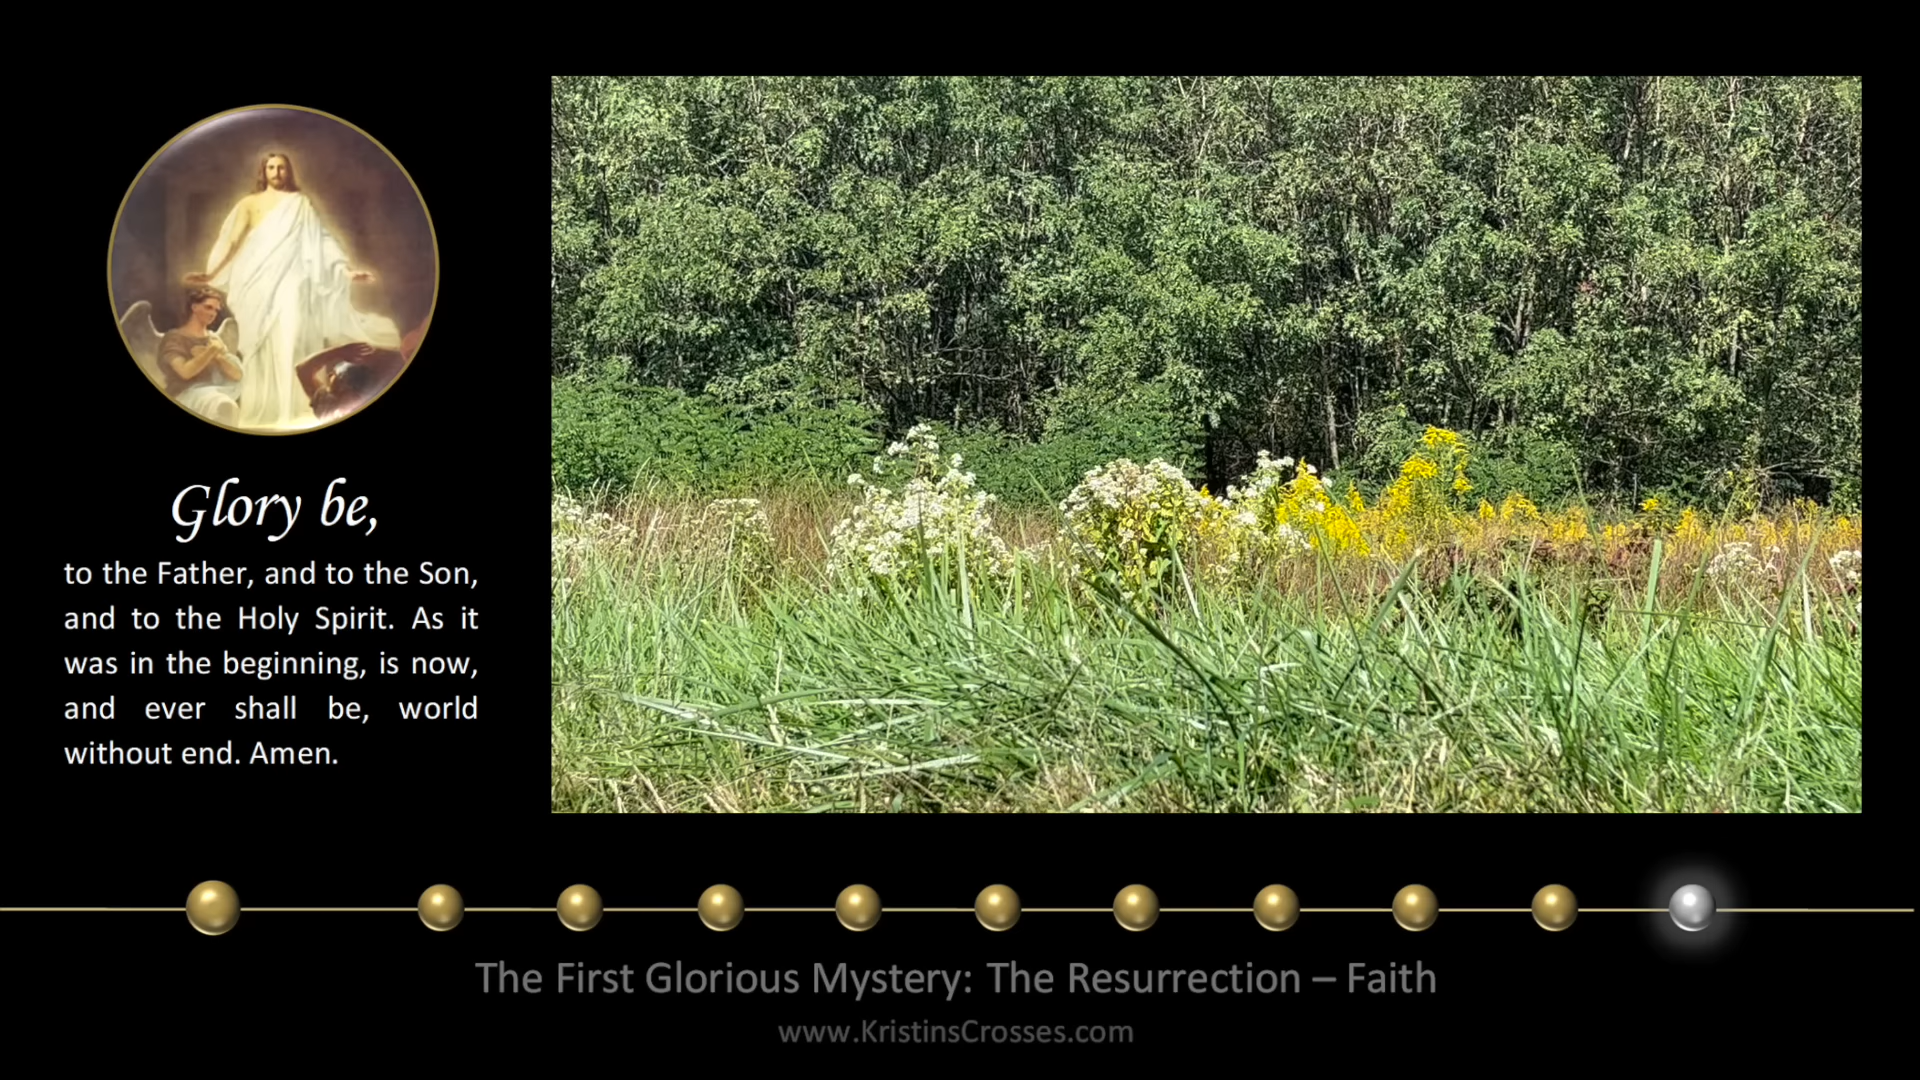 Glory be,
to the Father, and to the Son,
and to the Holy Spirit. As it
was in the beginning, is now,
and ever shall be, world
without end. Amen.
The First Glorious Mystery: The Resurrection – Faith
www.KristinsCrosses.com